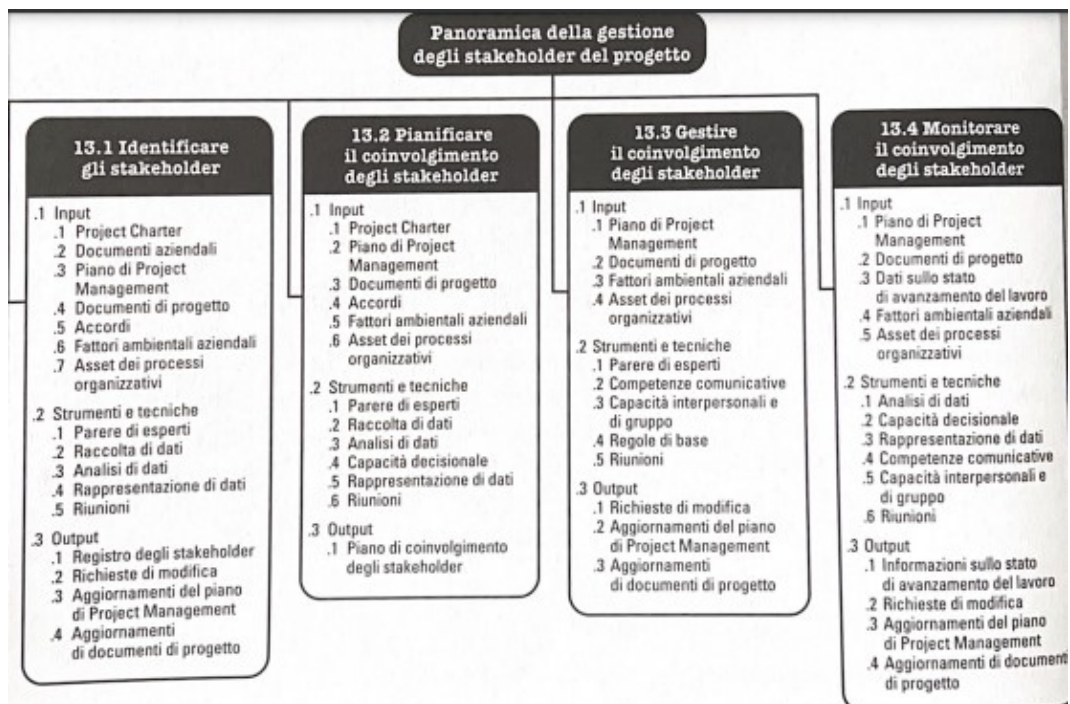 Panoramica della gestione
degli stakeholder del progetto
13.1 Identificare
gli stakeholder
.1 Input
.1 Project Charter
.2 Documenti aziendali
.3 Piano di Project
Management
.4 Documenti di progetto
.5 Accordi
.6 Fattori ambientali aziendali
.7 Asset dei processi
organizzativi
.2 Strumenti e tecniche
.1 Parere di esperti
.2 Raccolta di dati
.3 Analisi di dati
.4 Rappresentazione di dati
.5 Riunioni
.3 Output
.1 Registro degli stakeholder
.2 Richieste di modifica
.3 Aggiornamenti del piano
di Project Management
.4 Aggiornamenti
di documenti di progetto
13.2 Pianificare
il coinvolgimento
degli stakeholder
.1 Input
.1 Project Charter
.2 Piano di Project
Management
.3 Documenti di progetto
.4 Accordi
.5 Fattori ambientali aziendali
.6 Asset dei processi
organizzativi
.2 Strumenti e tecniche
.1 Parere di esperti
.2 Raccolta di dati
.3 Analisi di dati
.4 Capacità decisionale
.5 Rappresentazione di dati
.6 Riunioni
.3 Output
.1 Piano di coinvolgimento
degli stakeholder
13.3 Gestire
il coinvolgimento
degli stakeholder
.1 Input
.1 Piano di Project
Management
.2 Documenti di progetto
.3 Fattori ambientali aziendali
.4 Asset dei processi
organizzativi
.2 Strumenti e tecniche
.1 Parere di esperti
.2 Competenze comunicative
.3 Capacità interpersonali e
di gruppo
.4 Regole di base
.5 Riunioni
.3 Output
.1 Richieste di modifica
.2 Aggiornamenti del piano
di Project Management
.3 Aggiornamenti
di documenti di progetto
13.4 Monitorare
il coinvolgimento
degli stakeholder
.1 Input
.1 Piano di Project
Management
.2 Documenti di progetto
.3 Dati sullo stato
di avanzamento del lavoro
.4 Fattori ambientali aziendali
.5 Asset dei processi
organizzativi
.2 Strumenti e tecniche
.1 Analisi di dati
.2 Capacità decisionale
.3 Rappresentazione di dati
.4 Competenze comunicative
.5 Capacità interpersonali e
di gruppo
.6 Riunioni
.3 Output
.1 Informazioni sullo stato
di avanzamento del lavoro
.2 Richieste di modifica
.3 Aggiornamenti del piano
di Project Management
.4 Aggiornamenti di documenti
di progetto